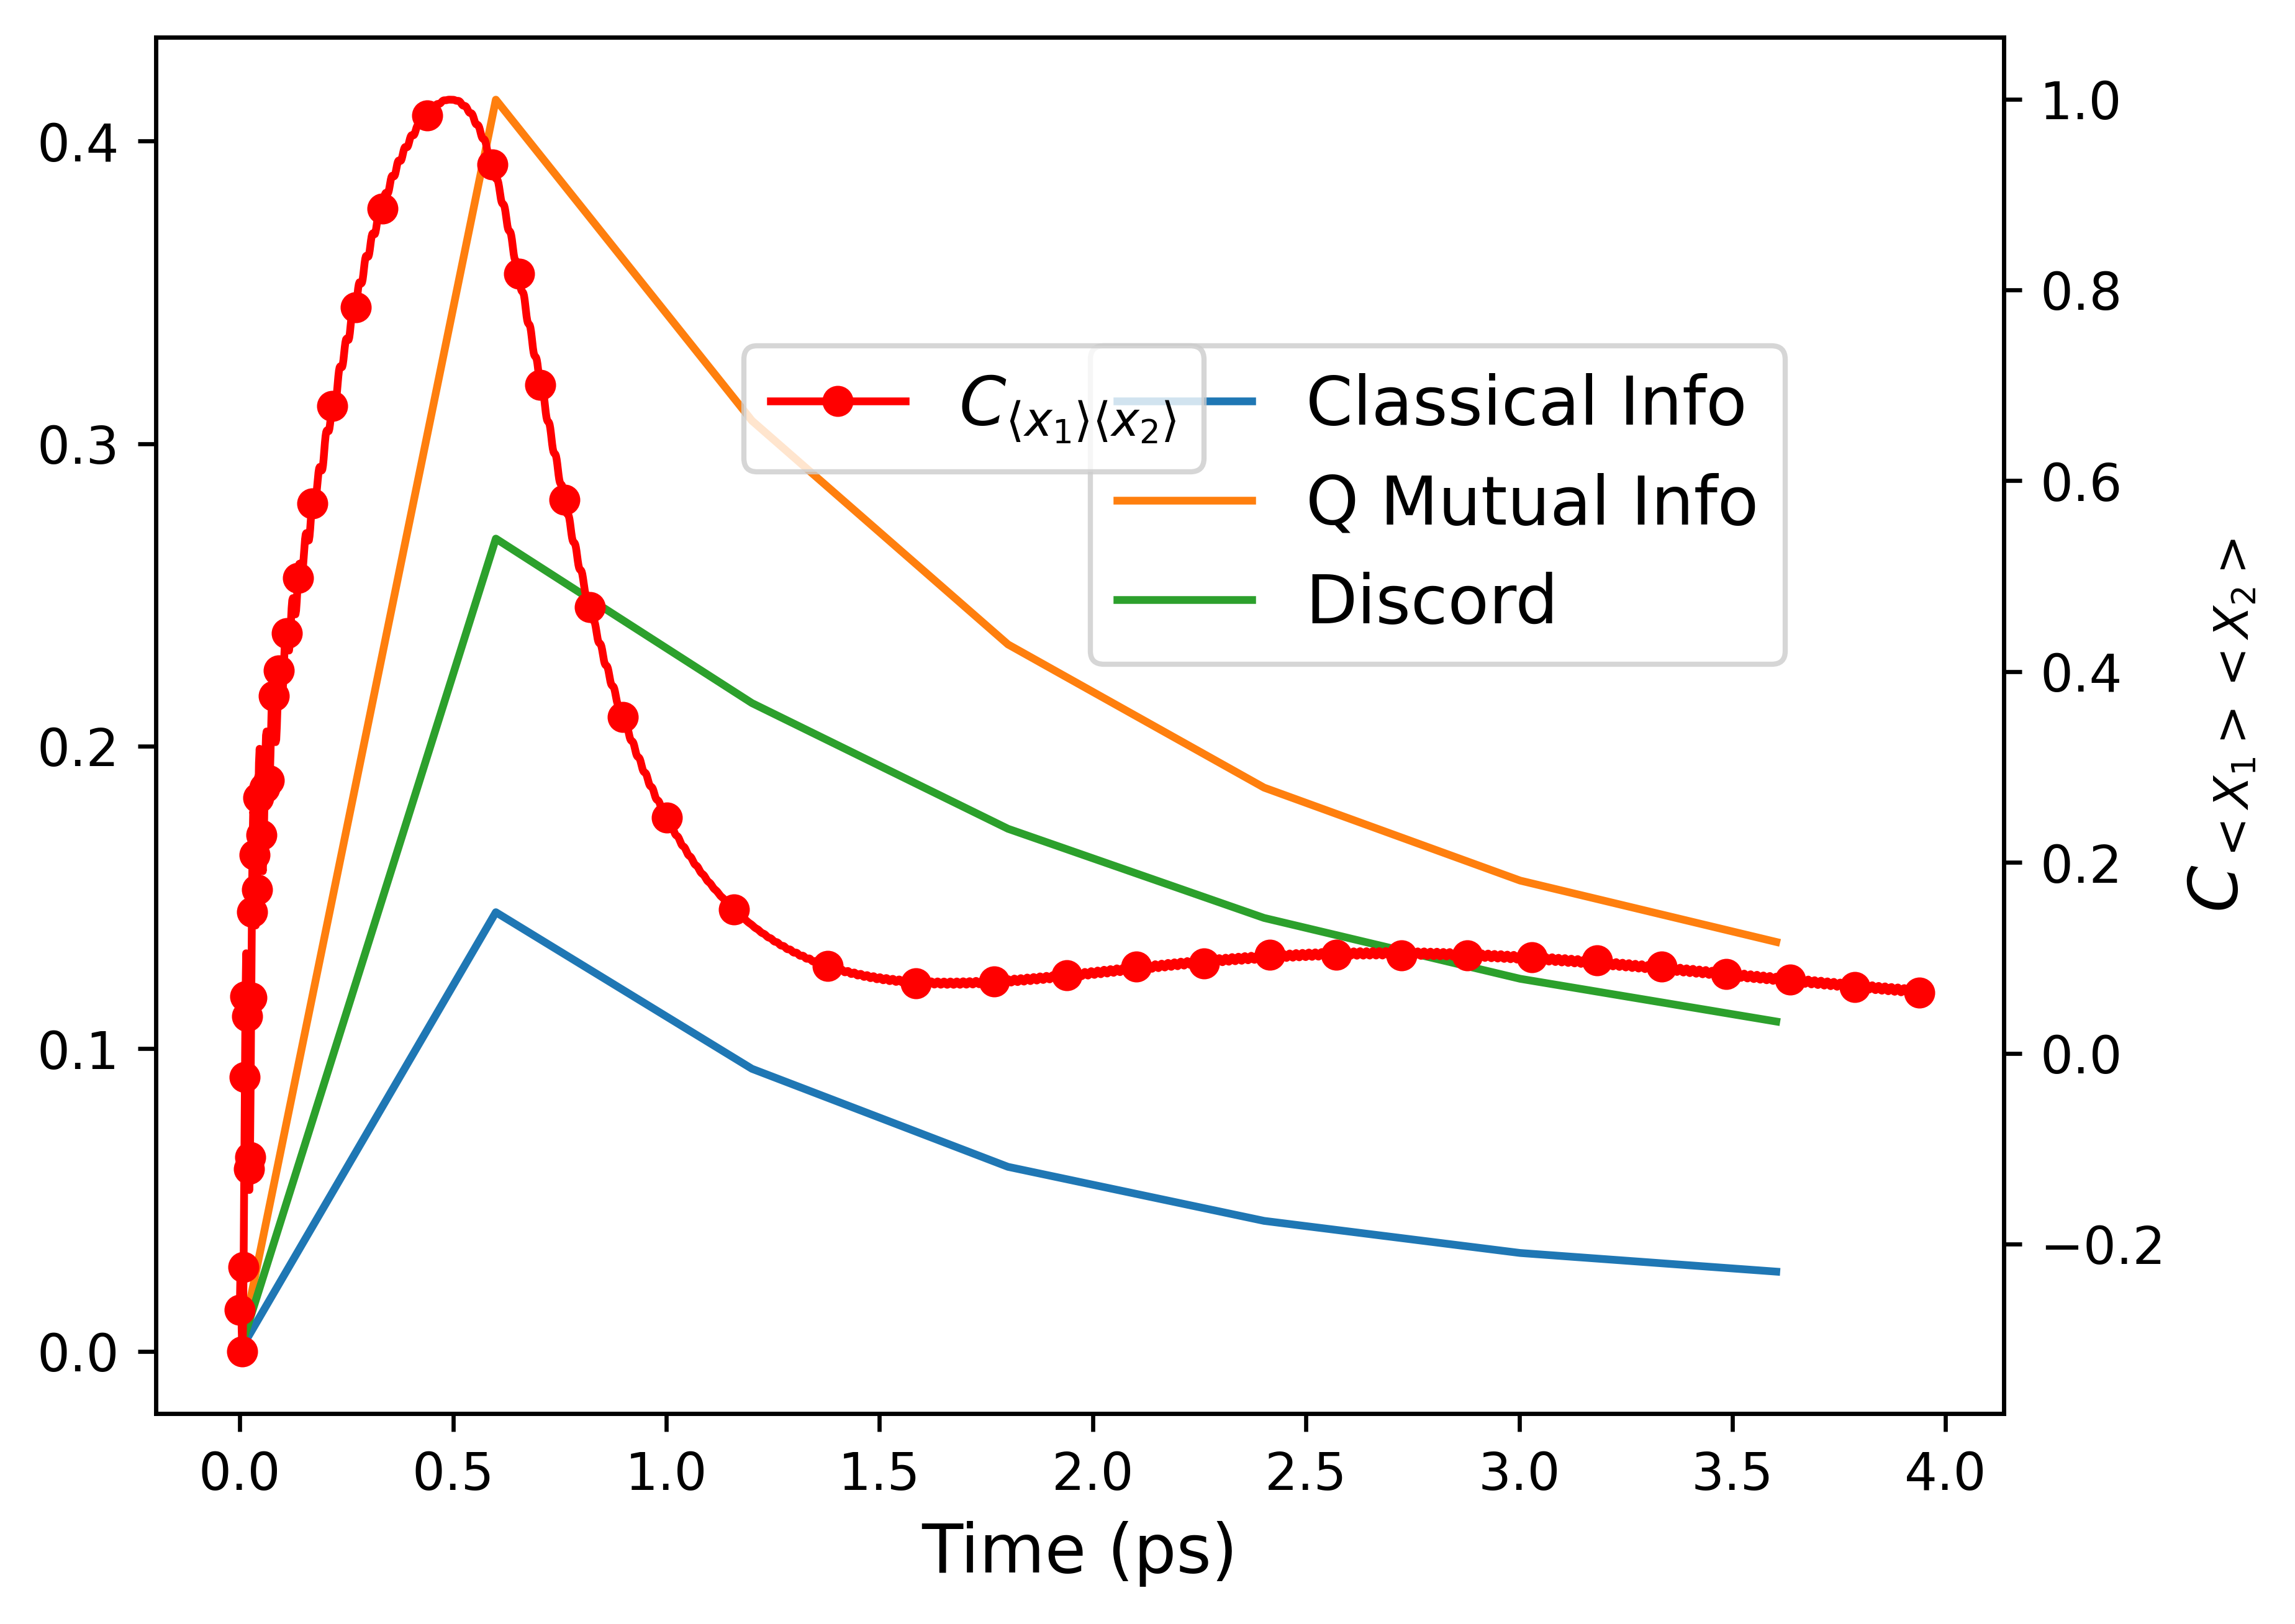 0.4
0.3
0.2
0.1
0.0
1.0
0.8
0.6
0.4
0.2
0.0
−0.2
C⟨x₁⟩⟨x₂⟩
Classical Info
Q Mutual Info
Discord
C<X₁><X₂>
0.0 0.5 1.0 1.5 2.0 2.5 3.0 3.5 4.0
Time (ps)